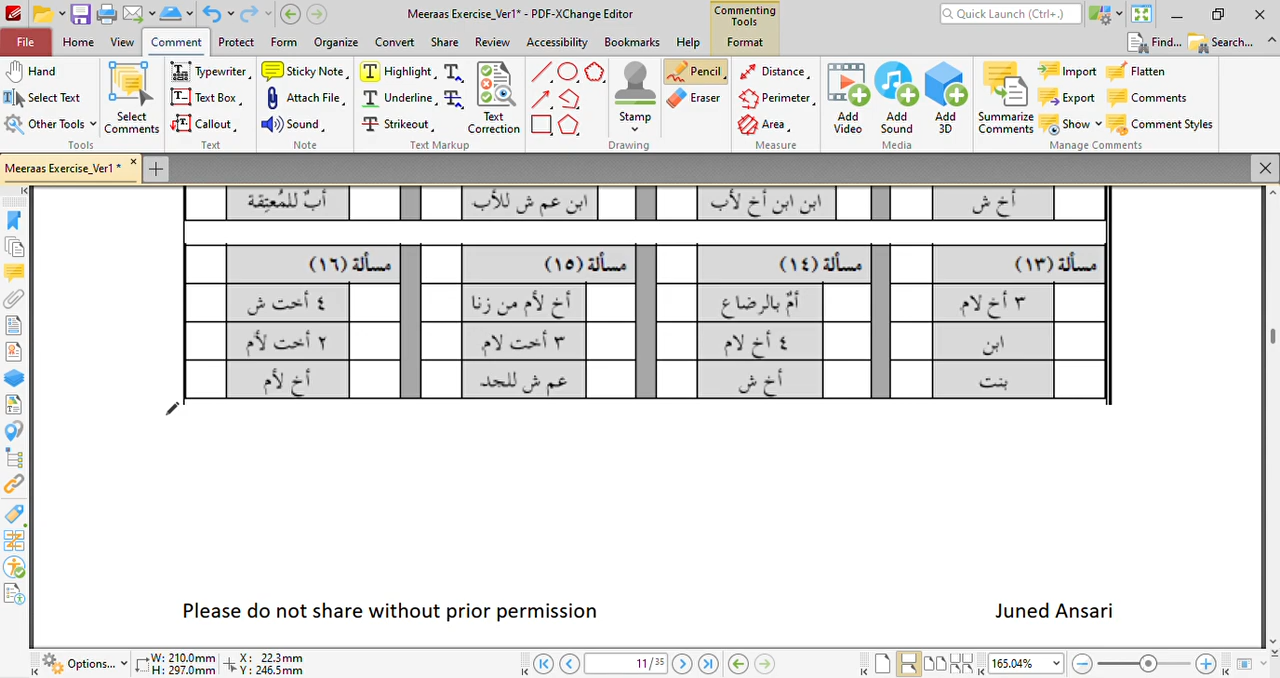 Meeraas Exercise_Ver1* - PDF-XChange Editor
Commenting Tools
Quick Launch (Ctrl+.)
File
Home
View
Comment
Protect
Form
Organize
Convert
Share
Review
Accessibility
Bookmarks
Help
Format
Find...
Search...
Hand
Select Text
Other Tools
Select Comments
Tools
Typewriter
Text Box
Callout
Text
Sticky Note
Attach File
Sound
Note
Highlight
Underline
Strikeout
Text Correction
Text Markup
Drawing
Stamp
Pencil
Eraser
Distance
Perimeter
Area
Measure
Add Video
Add Sound
Add 3D
Media
Summarize Comments
Import
Export
Show
Flatten
Comments
Comment Styles
Manage Comments
Meeraas Exercise_Ver1 *
أخ ش
ابن ابن أخ لأب
ابن عم ش للأب
أبٌ للمُعتِقة
مسألة (١٣)
مسألة (١٤)
مسألة (١٥)
مسألة (١٦)
٣ أخ لام
أمٌ بالرضاع
أخ لأم من زنا
٤ أخت ش
ابن
٤ أخ لام
٣ أخت لام
٢ أخت لأم
بنت
أخ ش
عم ش للجد
أخ لأم
Please do not share without prior permission
Juned Ansari
Options...
W: 210.0mm
H: 297.0mm
X: 22.3mm
Y: 246.5mm
11 / 35
165.04%